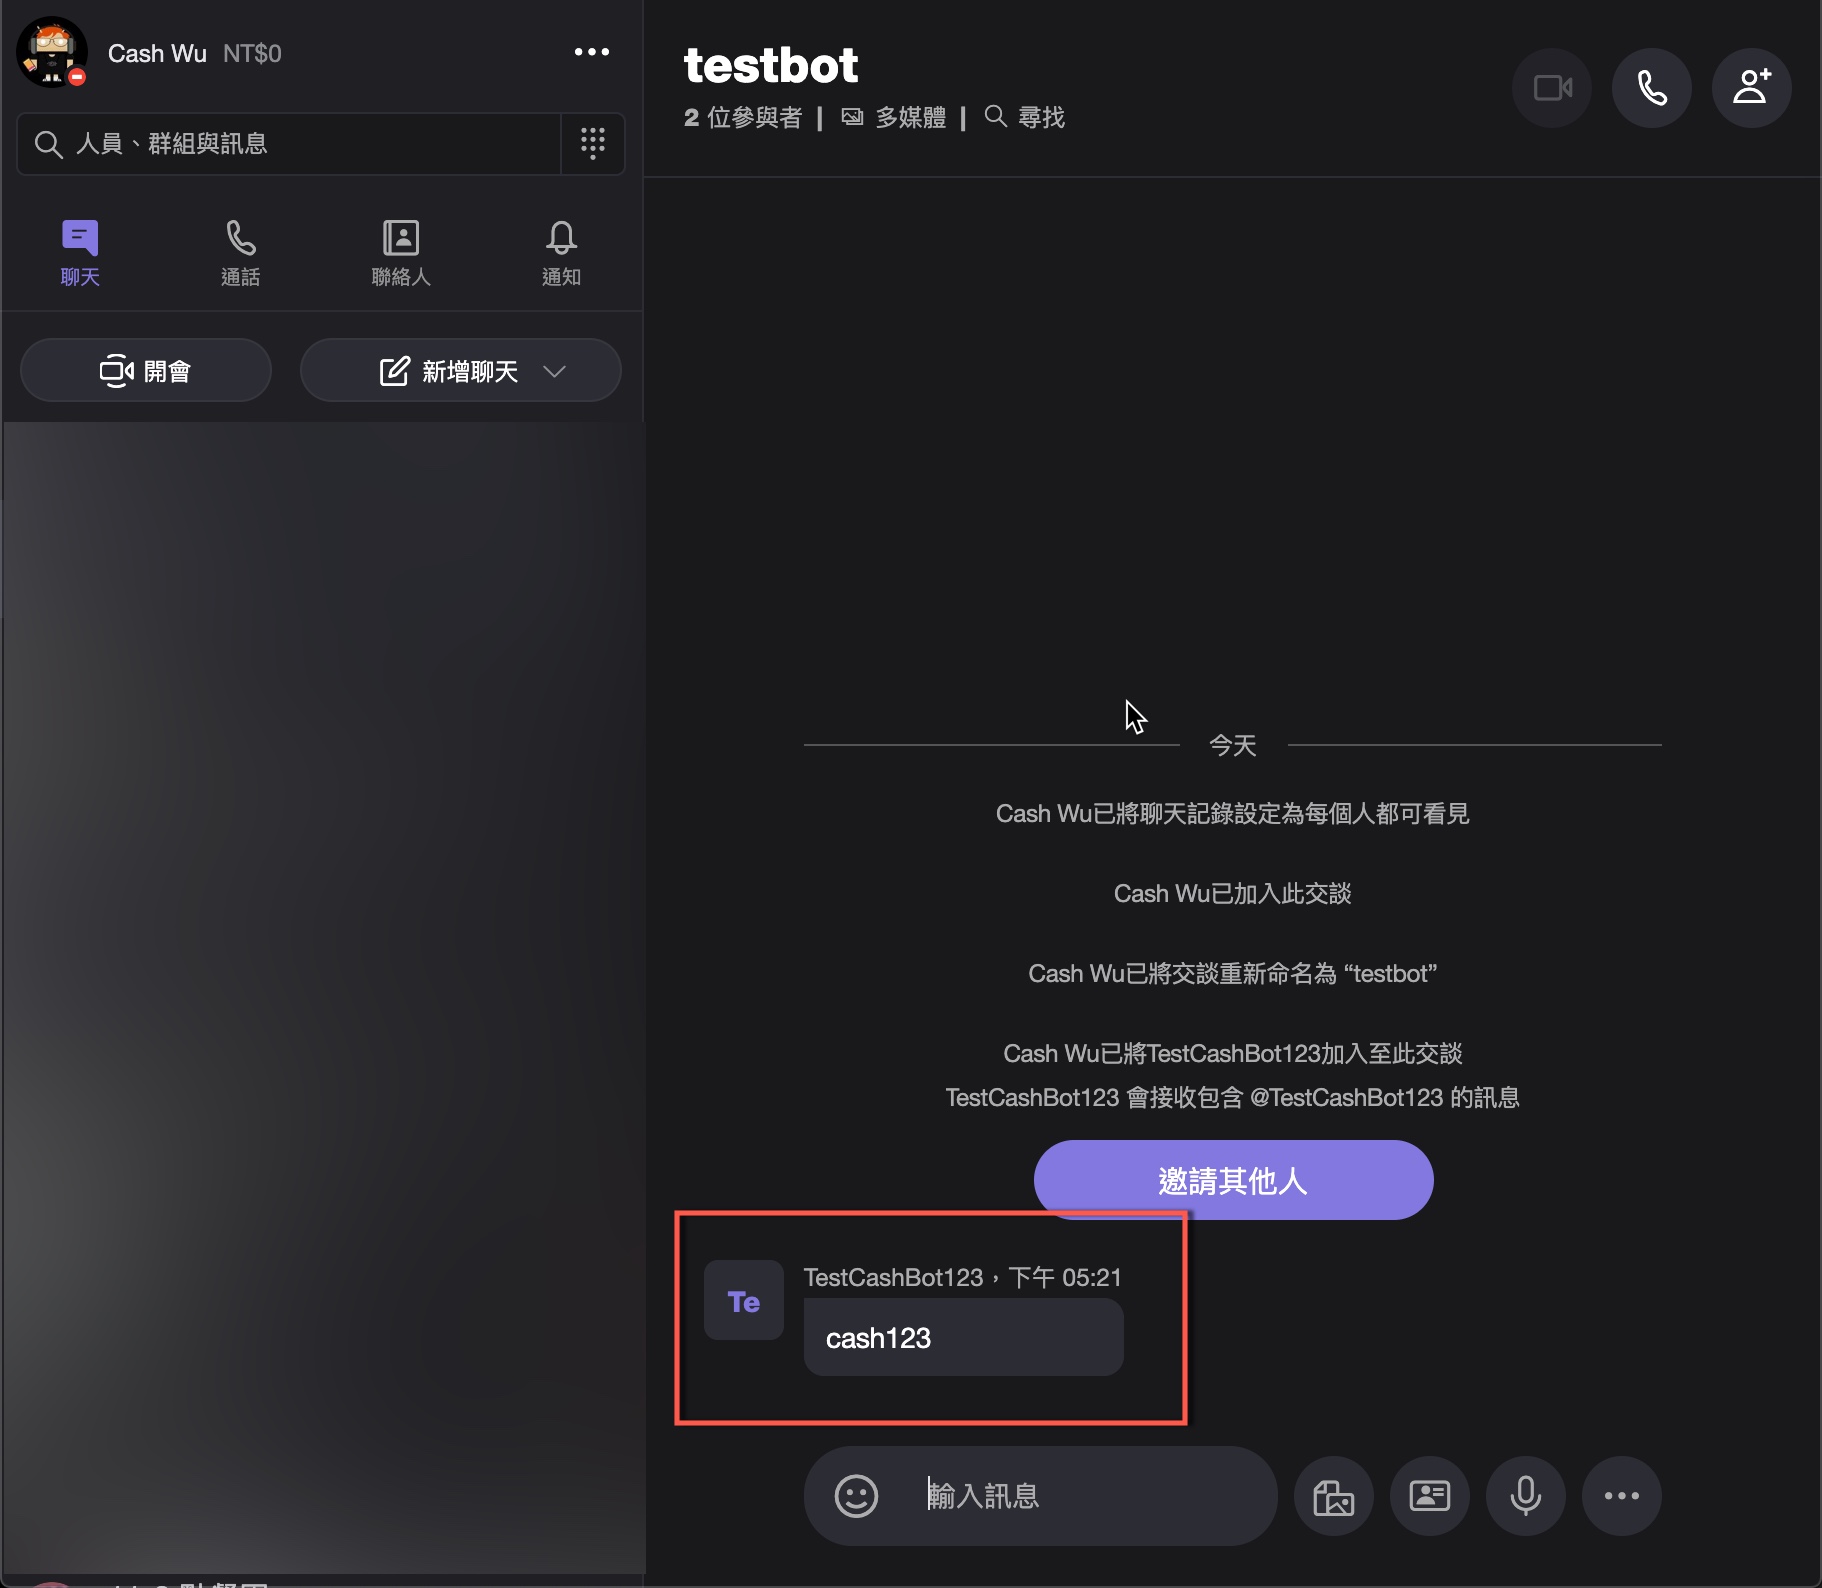 Cash Wu NT$0
人員、群組與訊息
聊天
通話
聯絡人
通知
開會
新增聊天
testbot
2 位參與者 | 多媒體 | 尋找
今天
Cash Wu已將聊天記錄設定為每個人都可看見
Cash Wu已加入此交談
Cash Wu已將交談重新命名為 “testbot”
Cash Wu已將TestCashBot123加入至此交談
TestCashBot123 會接收包含 @TestCashBot123 的訊息
邀請其他人
Te
TestCashBot123，下午 05:21
cash123
輸入訊息